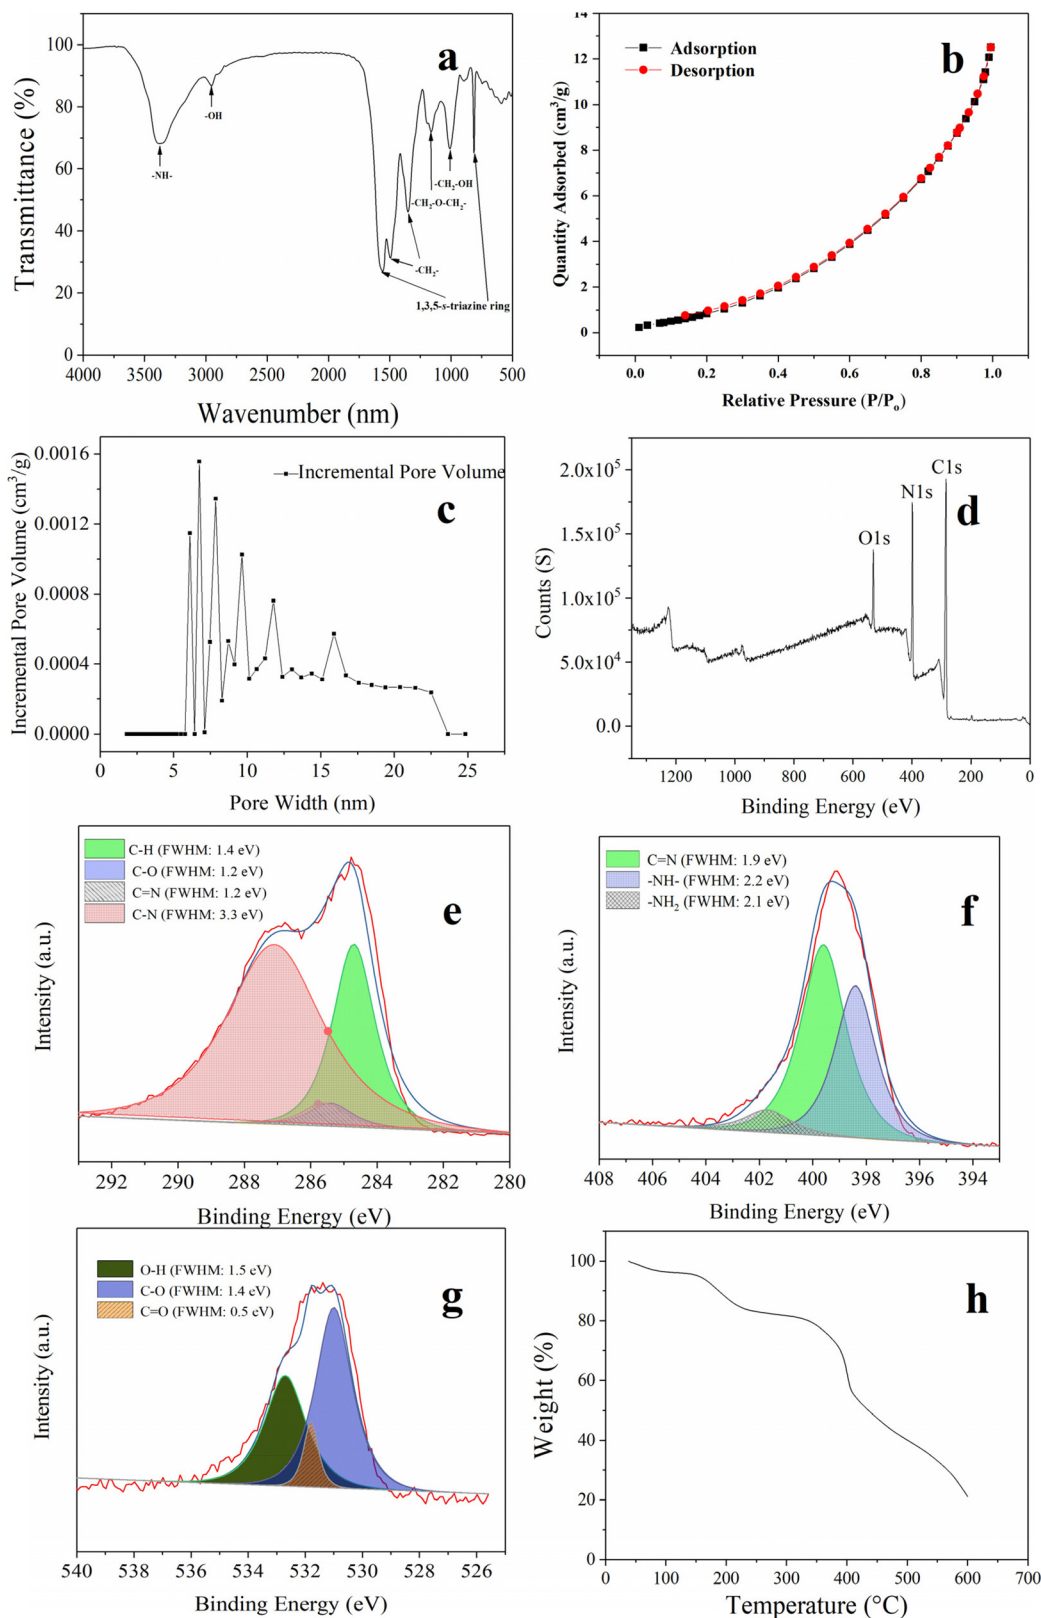 a
100
80
60
40
20
0
-OH
-NH-
-CH₂-OH
-CH₂-O-CH₂-
-CH₂-
1,3,5-s-triazine ring
Transmittance (%)
4000 3500 3000 2500 2000 1500 1000 500
Wavenumber (nm)
b
Adsorption
Desorption
14
12
10
8
6
4
2
0
Quantity Adsorbed (cm³/g)
0.0 0.2 0.4 0.6 0.8 1.0
Relative Pressure (P/Pₒ)
c
Incremental Pore Volume
0.0016
0.0012
0.0008
0.0004
0.0000
Incremental Pore Volume (cm³/g)
0 5 10 15 20 25
Pore Width (nm)
d
C1s
N1s
O1s
2.0x10⁵
1.5x10⁵
1.0x10⁵
5.0x10⁴
0.0
Counts (S)
1200 1000 800 600 400 200 0
Binding Energy (eV)
e
C-H (FWHM: 1.4 eV)
C-O (FWHM: 1.2 eV)
C=N (FWHM: 1.2 eV)
C-N (FWHM: 3.3 eV)
Intensity (a.u.)
292 290 288 286 284 282 280
Binding Energy (eV)
f
C=N (FWHM: 1.9 eV)
-NH- (FWHM: 2.2 eV)
-NH₂ (FWHM: 2.1 eV)
Intensity (a.u.)
408 406 404 402 400 398 396 394
Binding Energy (eV)
g
O-H (FWHM: 1.5 eV)
C-O (FWHM: 1.4 eV)
C=O (FWHM: 0.5 eV)
Intensity (a.u.)
540 538 536 534 532 530 528 526
Binding Energy (eV)
h
100
80
60
40
20
0
Weight (%)
0 100 200 300 400 500 600 700
Temperature (°C)